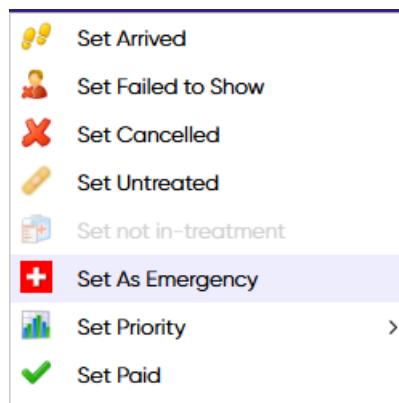 Set Arrived
Set Failed to Show
Set Cancelled
Set Untreated
Set not in-treatment
Set As Emergency
Set Priority
Set Paid